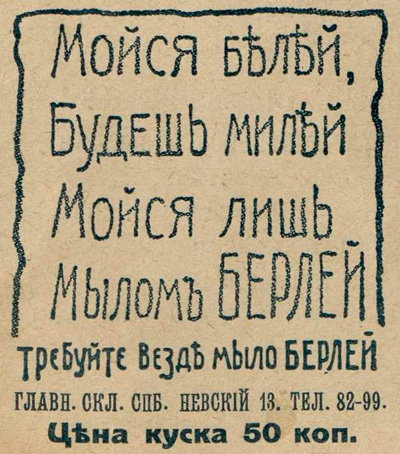 Мойся бѣлѣй,
Будешь милѣй
Мойся лишь
Мыломъ БЕРЛЕЙ
требуйте вездѣ мыло БЕРЛЕЙ
ГЛАВН. СКЛ. СПБ. НЕВСКІЙ 13. ТЕЛ. 82-99.
Цѣна куска 50 коп.